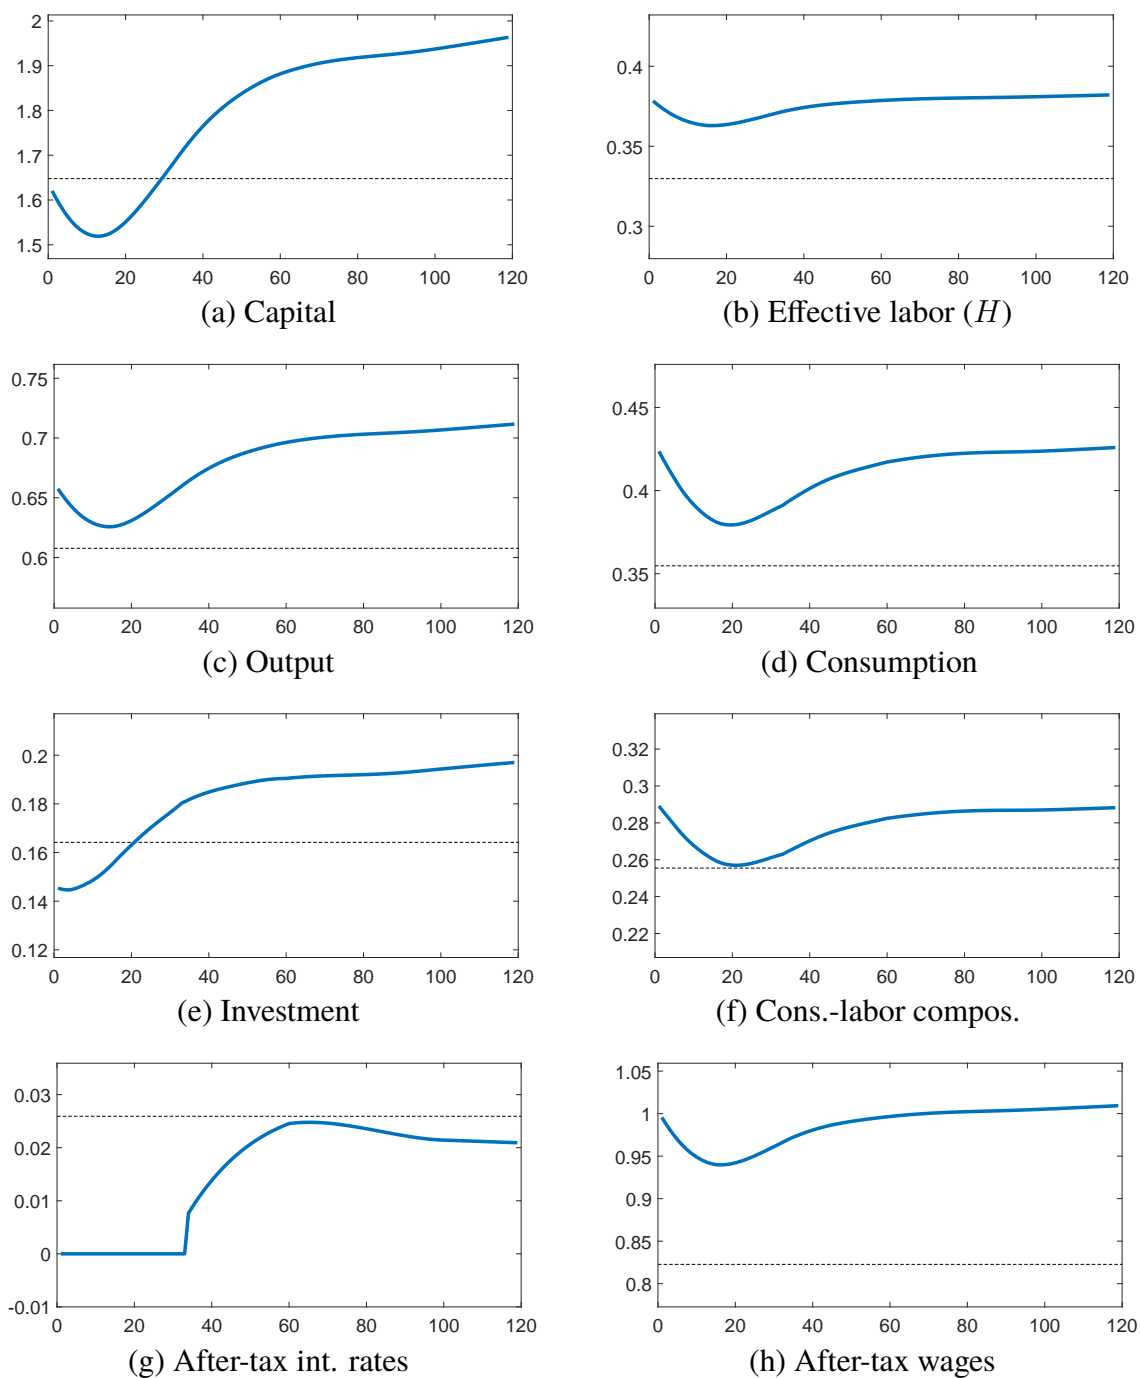 2
1.9
1.8
1.7
1.6
1.5
0 20 40 60 80 100 120
(a) Capital
0.4
0.35
0.3
0 20 40 60 80 100 120
(b) Effective labor (H)
0.75
0.7
0.65
0.6
0 20 40 60 80 100 120
(c) Output
0.45
0.4
0.35
0 20 40 60 80 100 120
(d) Consumption
0.2
0.18
0.16
0.14
0.12
0 20 40 60 80 100 120
(e) Investment
0.32
0.3
0.28
0.26
0.24
0.22
0 20 40 60 80 100 120
(f) Cons.-labor compos.
0.03
0.02
0.01
0
-0.01
0 20 40 60 80 100 120
(g) After-tax int. rates
1.05
1
0.95
0.9
0.85
0.8
0 20 40 60 80 100 120
(h) After-tax wages